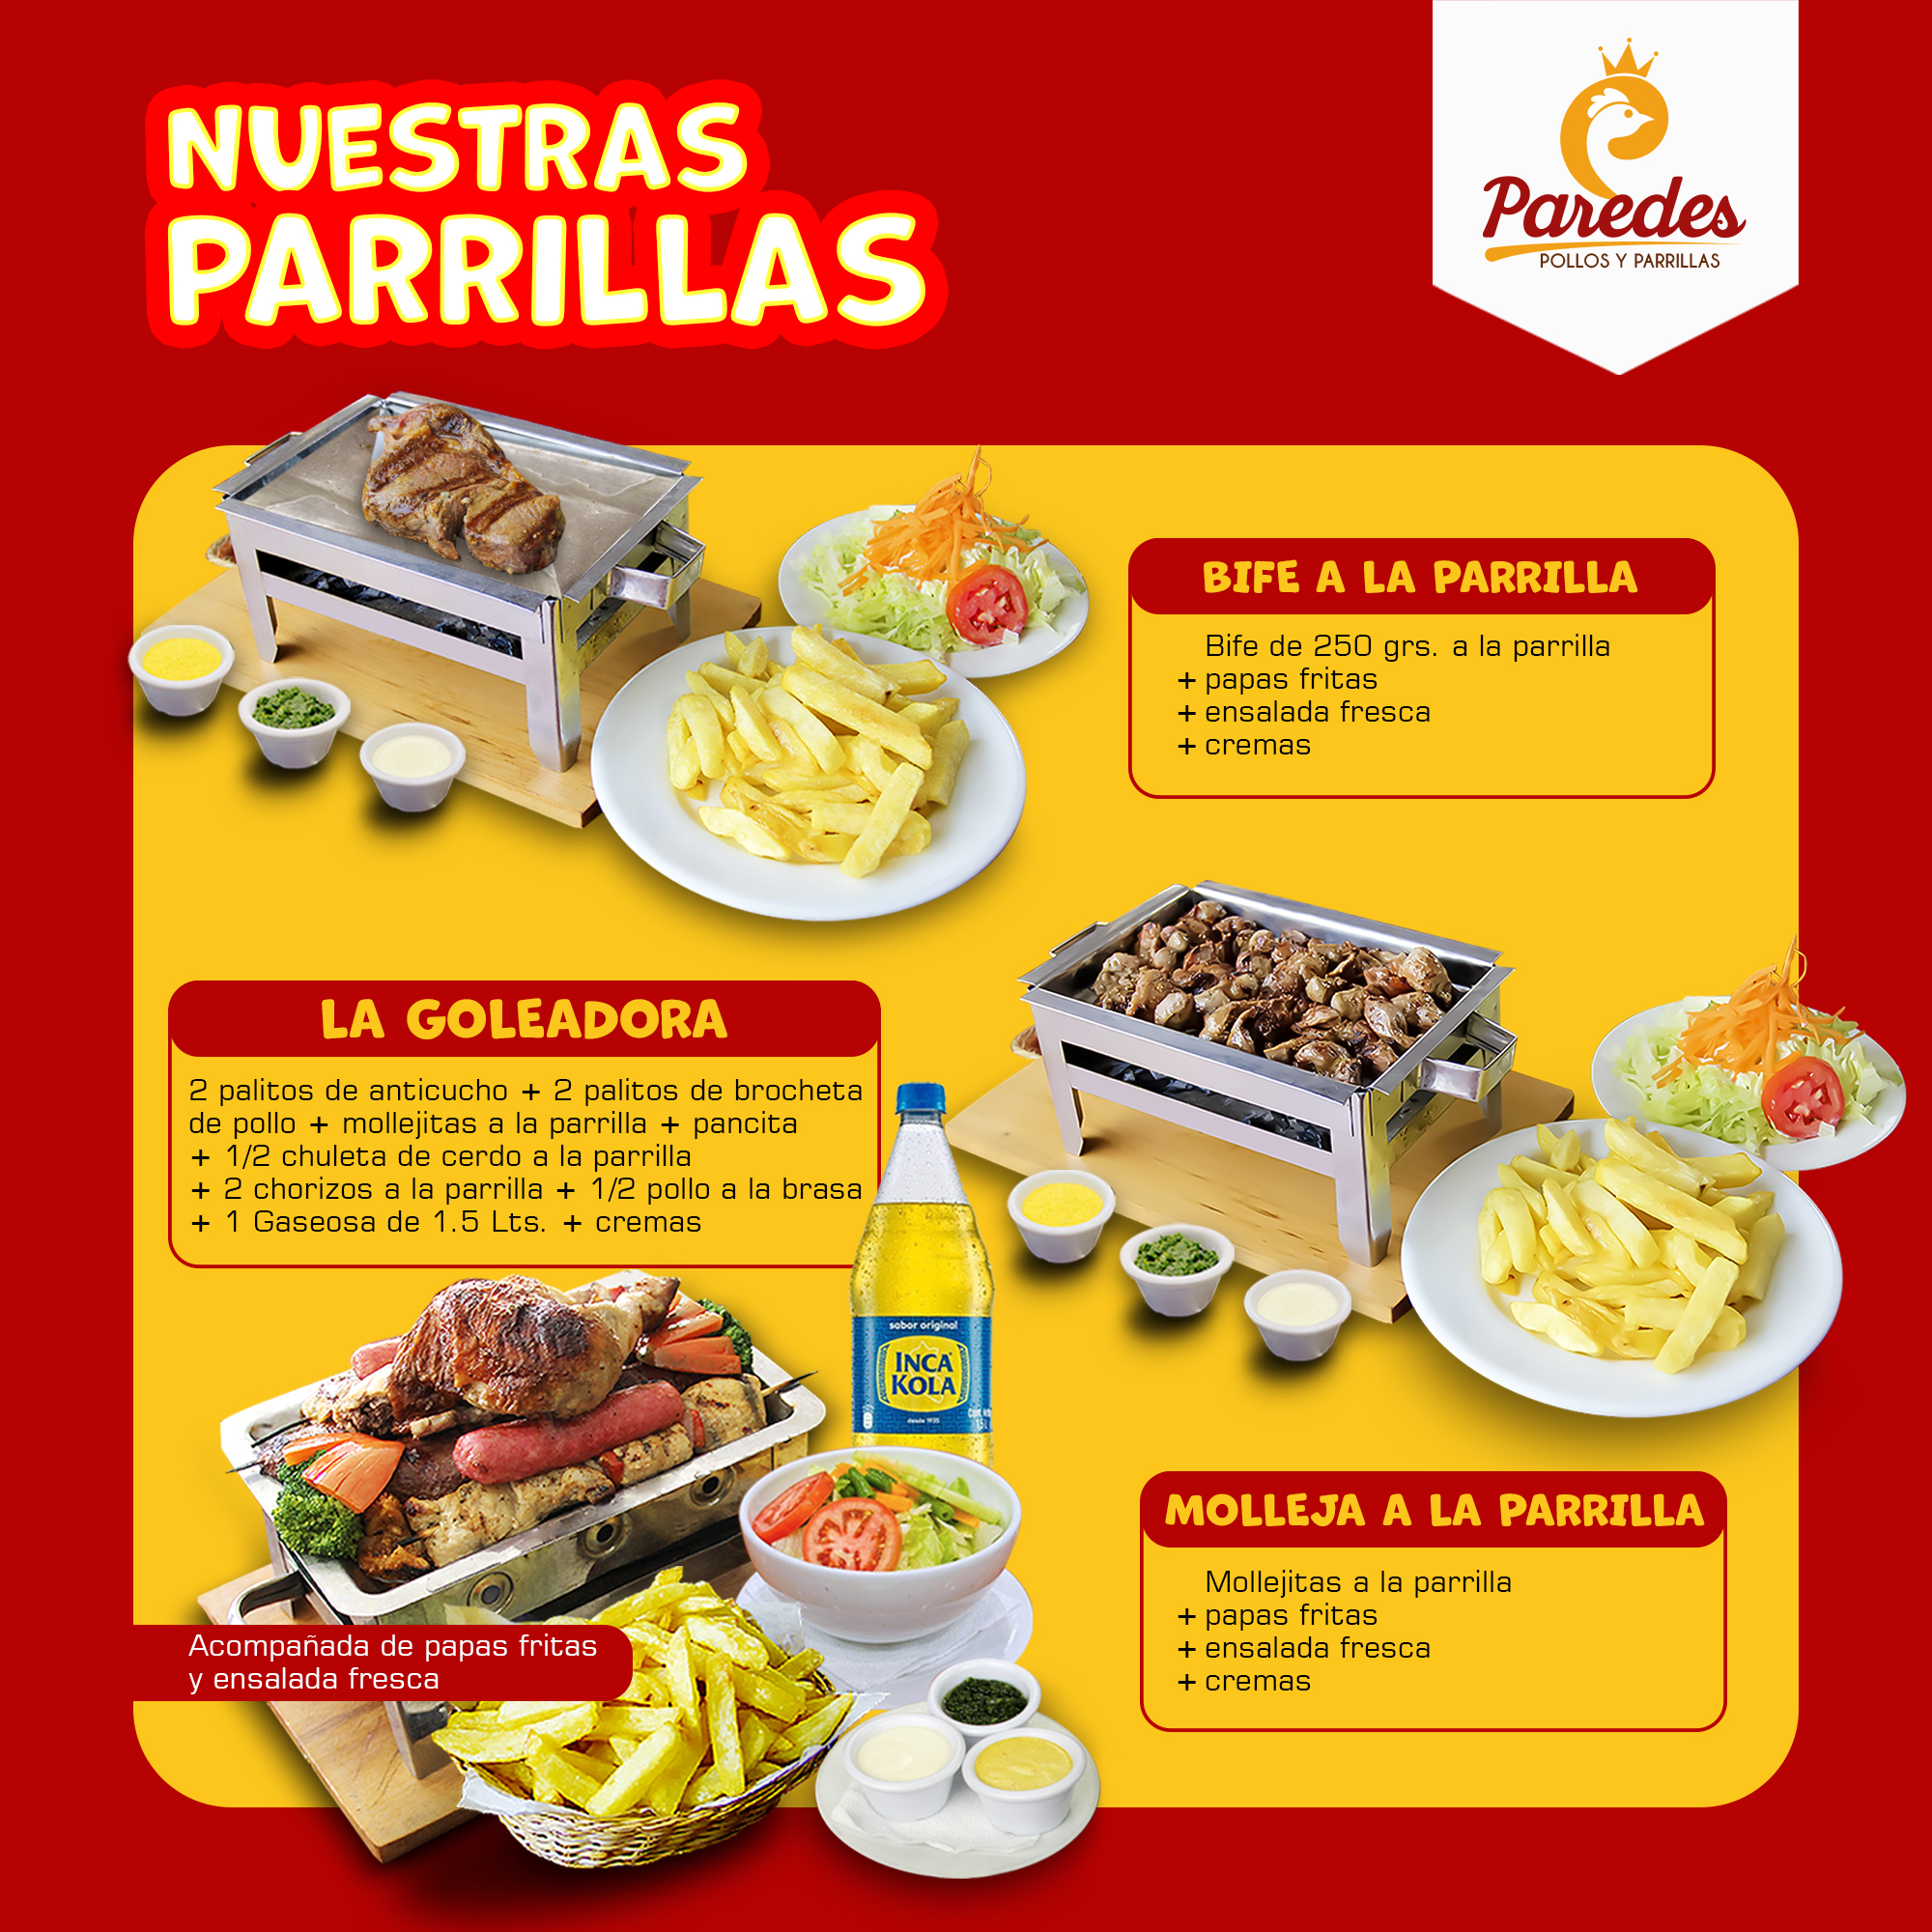 NUESTRAS
PARRILLAS
Paredes
POLLOS Y PARRILLAS
BIFE A LA PARRILLA
Bife de 250 grs. a la parrilla
+ papas fritas
+ ensalada fresca
+ cremas
LA GOLEADORA
2 palitos de anticucho + 2 palitos de brocheta
de pollo + mollejitas a la parrilla + pancita
+ 1/2 chuleta de cerdo a la parrilla
+ 2 chorizos a la parrilla + 1/2 pollo a la brasa
+ 1 Gaseosa de 1.5 Lts. + cremas
sabor original
INCA
KOLA
desde 1935
Acompañada de papas fritas
y ensalada fresca
MOLLEJA A LA PARRILLA
Mollejitas a la parrilla
+ papas fritas
+ ensalada fresca
+ cremas